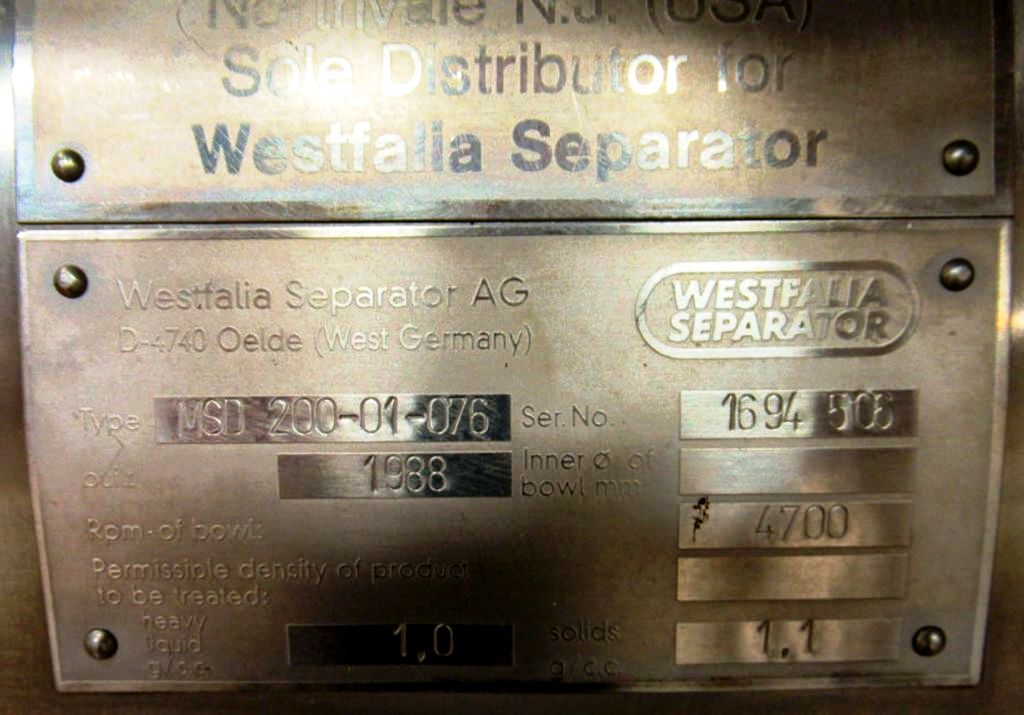 N.J. (USA)
Sole Distributor for
Westfalia Separator
Westfalia Separator AG
D-4740 Oelde (West Germany)
WESTFALIA
SEPARATOR
Type MSD 200-01-076 Ser. No. 1694 506
built 1988 Inner ø of
bowl mm
Rpm. of bowl: 4700
Permissible density of product
to be treated:
heavy
liquid 1,0 solids 1,1
g/c.c. g/c.c.